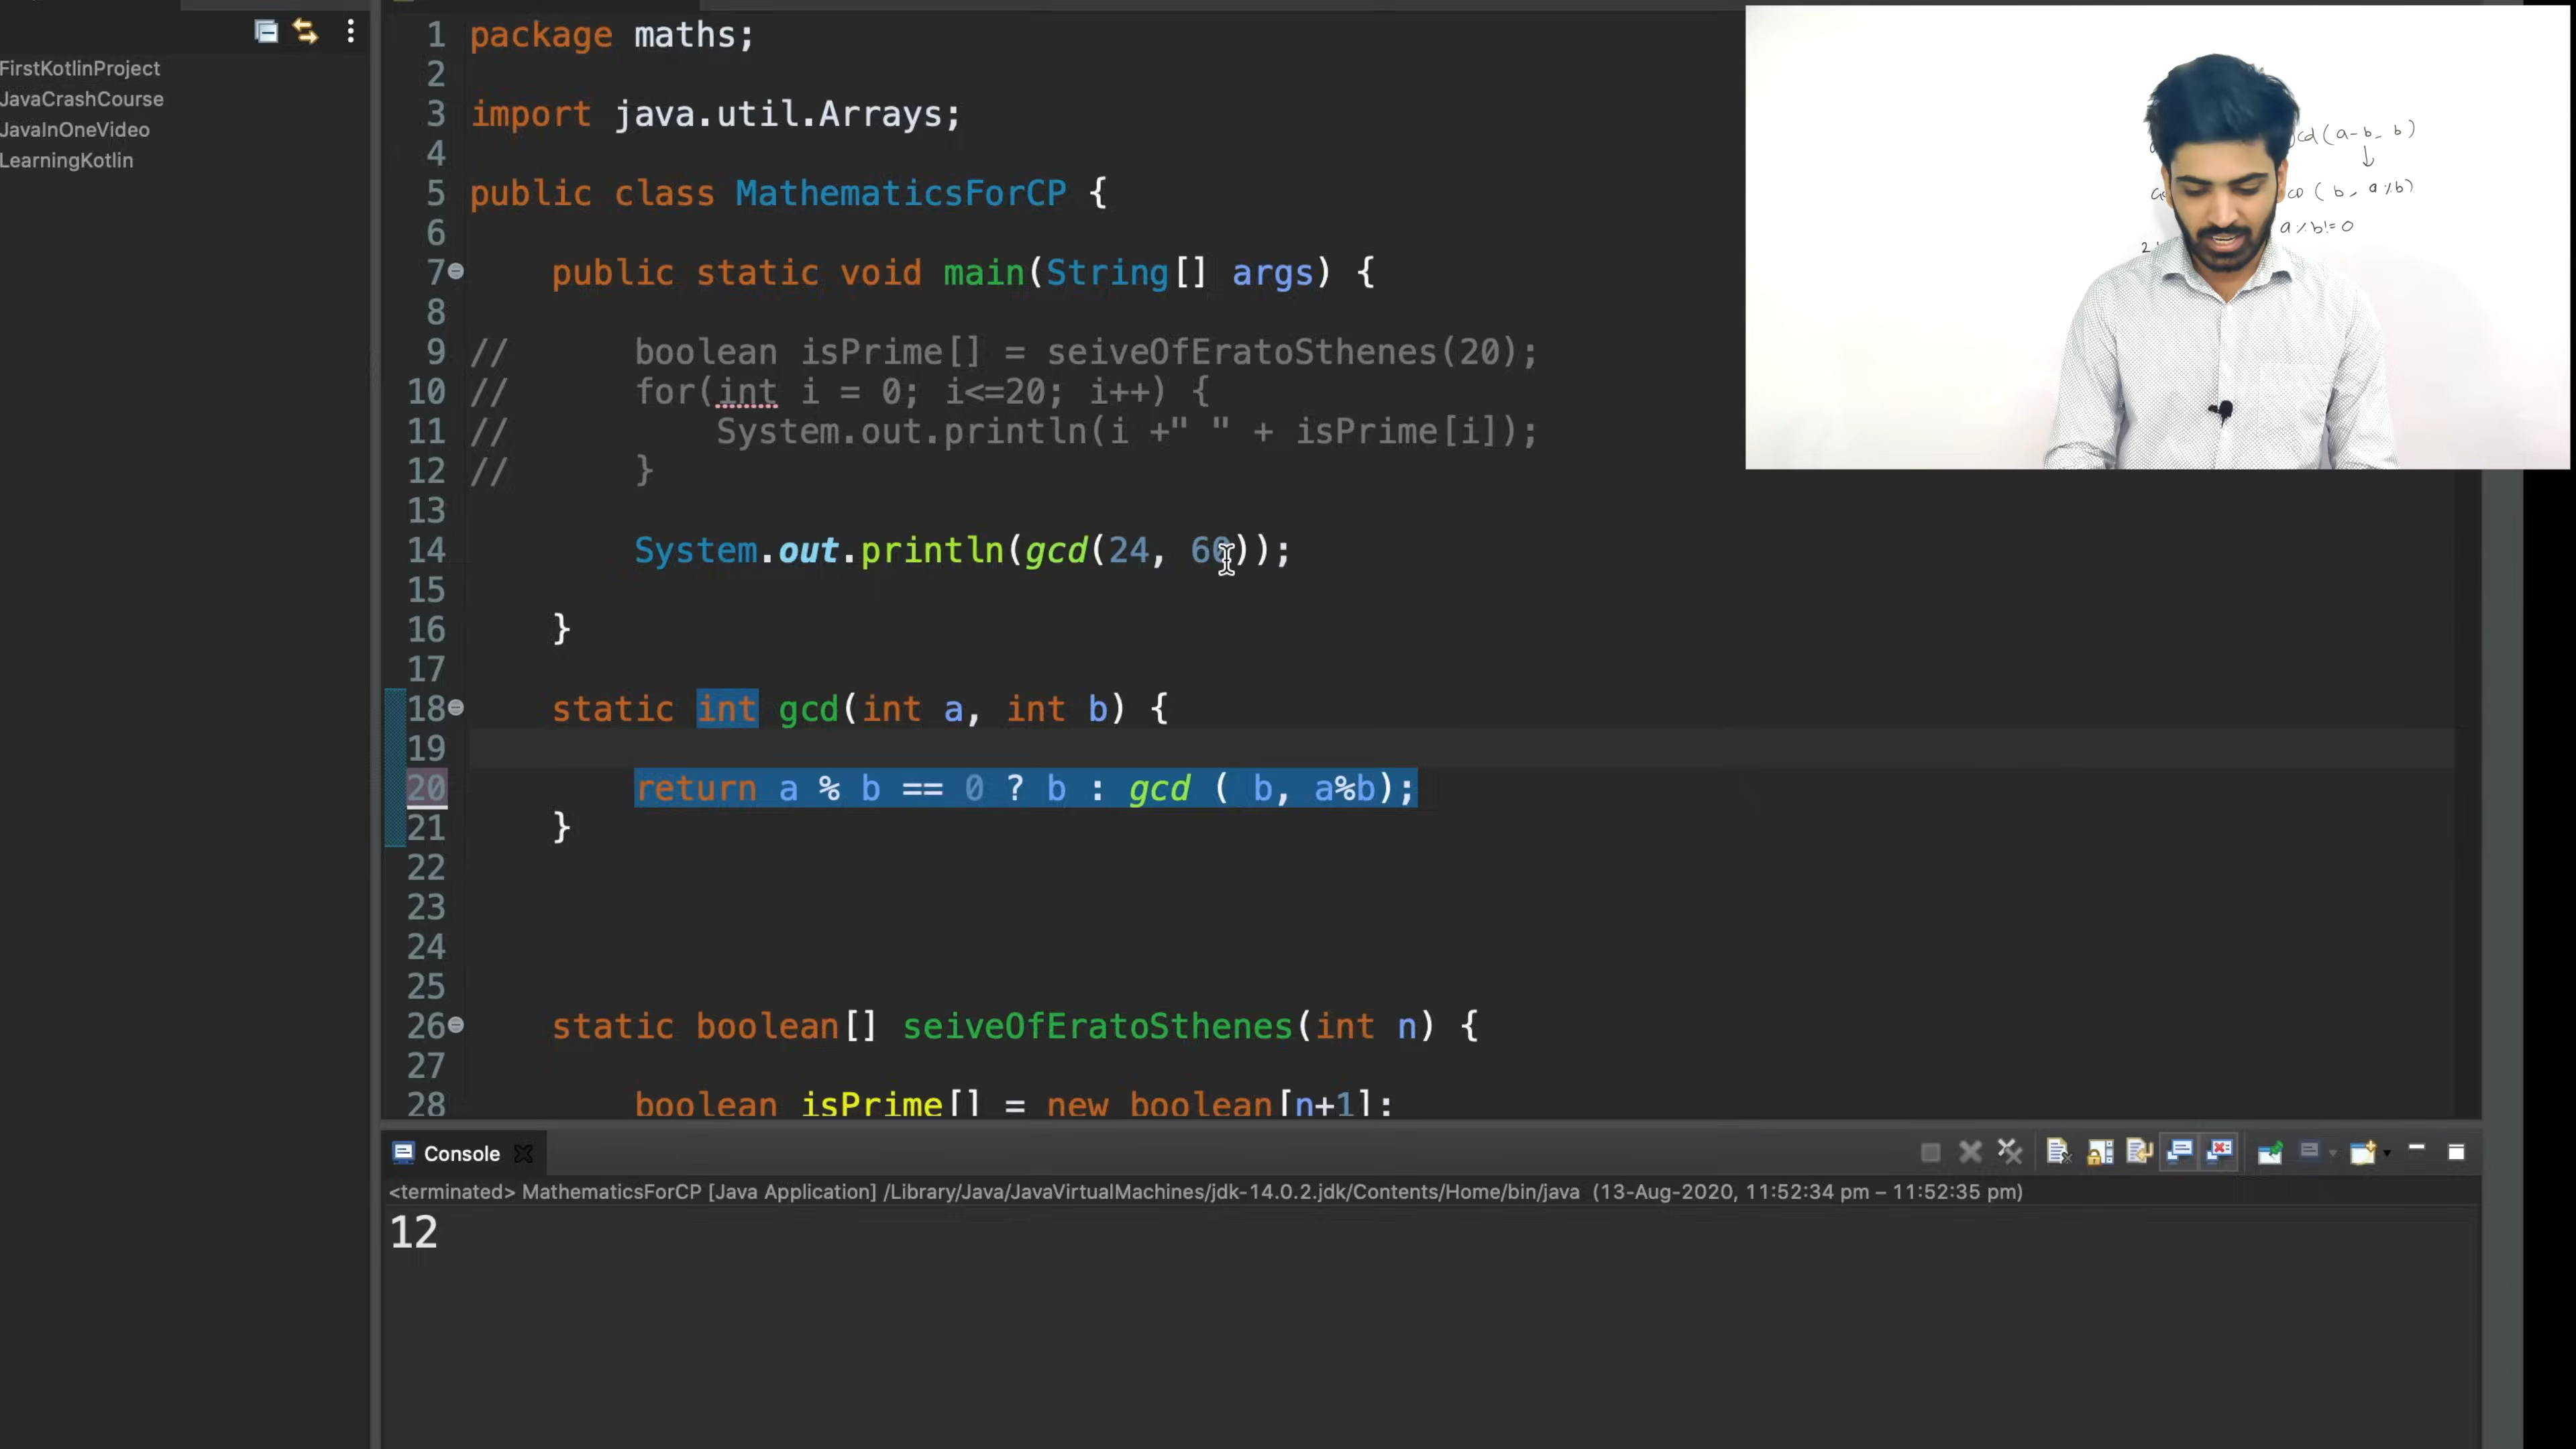 FirstKotlinProject
JavaCrashCourse
JavaInOneVideo
LearningKotlin
1 package maths;
2
3 import java.util.Arrays;
4
5 public class MathematicsForCP {
6
7 public static void main(String[] args) {
8
9 // boolean isPrime[] = seiveOfEratoSthenes(20);
10 // for(int i = 0; i<=20; i++) {
11 // System.out.println(i +" " + isPrime[i]);
12 // }
13
14 System.out.println(gcd(24, 60));
15
16 }
17
18 static int gcd(int a, int b) {
19
20 return a % b == 0 ? b : gcd ( b, a%b);
21 }
22
23
24
25
26 static boolean[] seiveOfEratoSthenes(int n) {
27
28 boolean isPrime[] = new boolean[n+1];
cd (a-b, b)
↓
( b, a%b)
a%b!=0
Console
<terminated> MathematicsForCP [Java Application] /Library/Java/JavaVirtualMachines/jdk-14.0.2.jdk/Contents/Home/bin/java (13-Aug-2020, 11:52:34 pm – 11:52:35 pm)
12